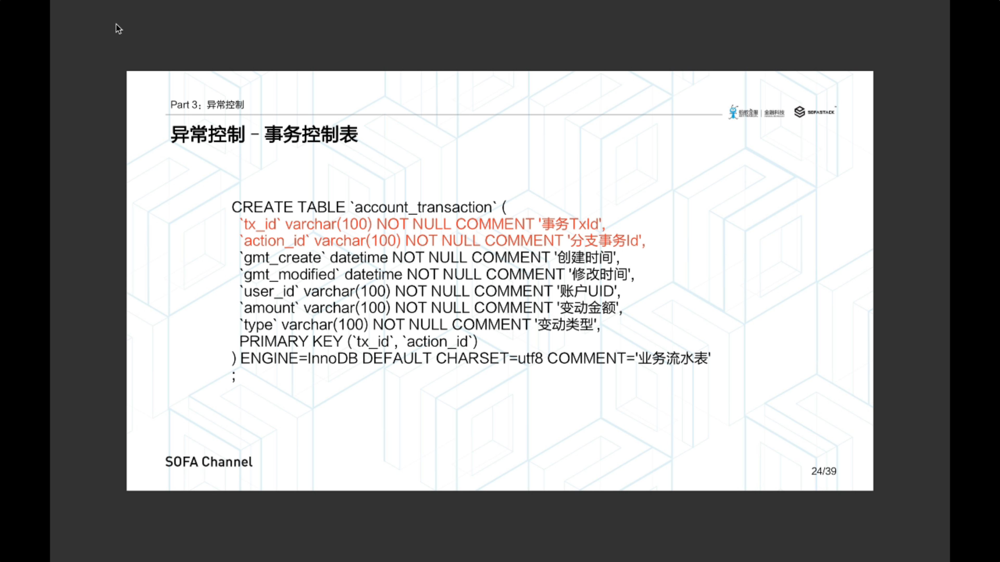 Part 3：异常控制
蚂蚁金服 | 金融科技
SOFASTACK
异常控制 - 事务控制表
CREATE TABLE `account_transaction` (
`tx_id` varchar(100) NOT NULL COMMENT '事务TxId',
`action_id` varchar(100) NOT NULL COMMENT '分支事务Id',
`gmt_create` datetime NOT NULL COMMENT '创建时间',
`gmt_modified` datetime NOT NULL COMMENT '修改时间',
`user_id` varchar(100) NOT NULL COMMENT '账户UID',
`amount` varchar(100) NOT NULL COMMENT '变动金额',
`type` varchar(100) NOT NULL COMMENT '变动类型',
PRIMARY KEY (`tx_id`, `action_id`)
) ENGINE=InnoDB DEFAULT CHARSET=utf8 COMMENT='业务流水表'
;
SOFA Channel
24/39